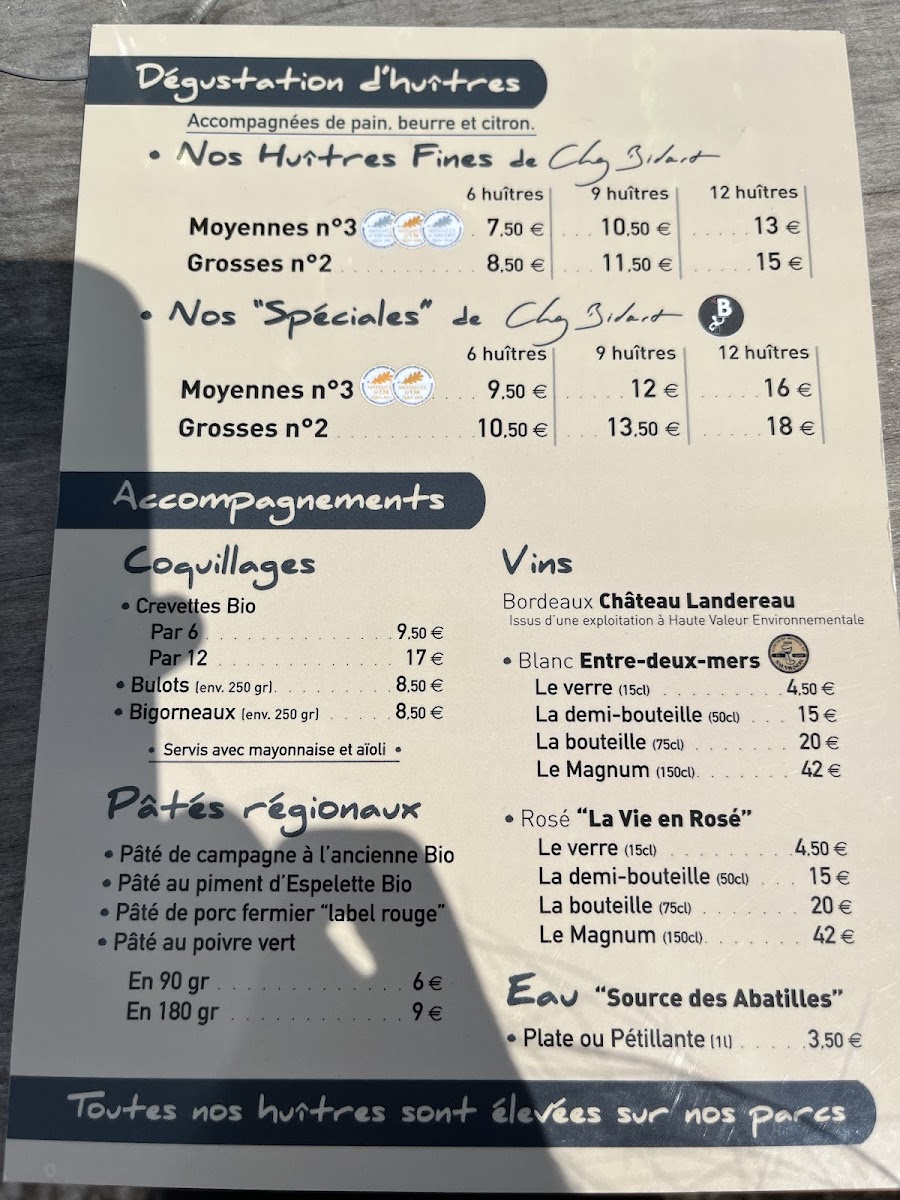 Dégustation d'huîtres
Accompagnées de pain, beurre et citron.
• Nos Huîtres Fines de Chez Bidart
6 huîtres 9 huîtres 12 huîtres
Moyennes n°3 7,50 € 10,50 € 13 €
Grosses n°2 8,50 € 11,50 € 15 €
• Nos "Spéciales" de Chez Bidart B
6 huîtres 9 huîtres 12 huîtres
Moyennes n°3 9,50 € 12 € 16 €
Grosses n°2 10,50 € 13,50 € 18 €
Accompagnements
Coquillages
• Crevettes Bio
Par 6 9,50 €
Par 12 17 €
• Bulots (env. 250 gr) 8,50 €
• Bigorneaux (env. 250 gr) 8,50 €
• Servis avec mayonnaise et aïoli •
Pâtés régionaux
• Pâté de campagne à l'ancienne Bio
• Pâté au piment d'Espelette Bio
• Pâté de porc fermier "label rouge"
• Pâté au poivre vert
En 90 gr 6 €
En 180 gr 9 €
Vins
Bordeaux Château Landereau
Issus d'une exploitation à Haute Valeur Environnementale
• Blanc Entre-deux-mers
Le verre (15cl) 4,50 €
La demi-bouteille (50cl) 15 €
La bouteille (75cl) 20 €
Le Magnum (150cl) 42 €
• Rosé "La Vie en Rosé"
Le verre (15cl) 4,50 €
La demi-bouteille (50cl) 15 €
La bouteille (75cl) 20 €
Le Magnum (150cl) 42 €
Eau "Source des Abatilles"
• Plate ou Pétillante (1l) 3,50 €
Toutes nos huîtres sont élevées sur nos parcs